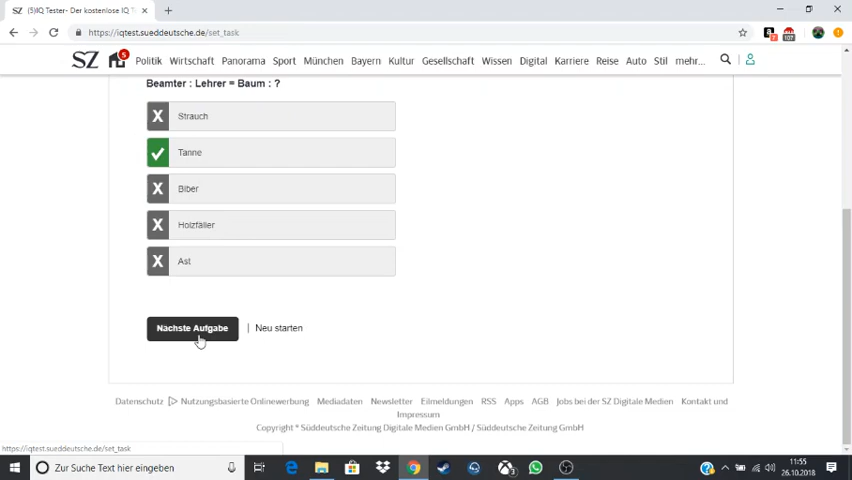 SZ (5)IQ Tester- Der kostenlose IQ T
https://iqtest.sueddeutsche.de/set_task
7
107
SZ 5 Politik Wirtschaft Panorama Sport München Bayern Kultur Gesellschaft Wissen Digital Karriere Reise Auto Stil mehr...
Beamter : Lehrer = Baum : ?
X Strauch
Tanne
X Biber
X Holzfäller
X Ast
Nächste Aufgabe | Neu starten
Datenschutz Nutzungsbasierte Onlinewerbung Mediadaten Newsletter Eilmeldungen RSS Apps AGB Jobs bei der SZ Digitale Medien Kontakt und
Impressum
Copyright © Süddeutsche Zeitung Digitale Medien GmbH / Süddeutsche Zeitung GmbH
https://iqtest.sueddeutsche.de/set_task
Zur Suche Text hier eingeben
11:55
26.10.2018